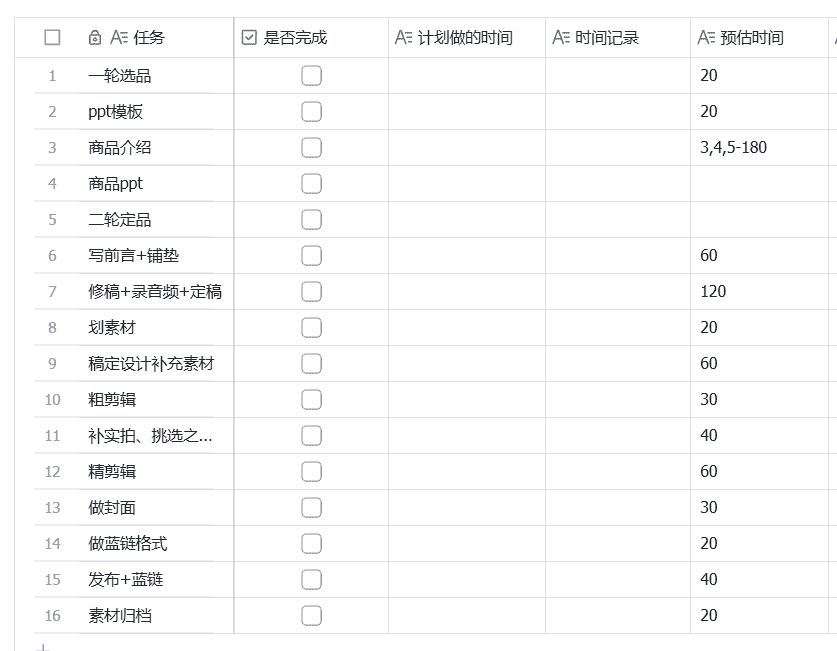 任务 是否完成 计划做的时间 时间记录 预估时间
1 一轮选品 20
2 ppt模板 20
3 商品介绍 3,4,5-180
4 商品ppt
5 二轮定品
6 写前言+铺垫 60
7 修稿+录音频+定稿 120
8 划素材 20
9 稿定设计补充素材 60
10 粗剪辑 30
11 补实拍、挑选之... 40
12 精剪辑 60
13 做封面 30
14 做蓝链格式 20
15 发布+蓝链 40
16 素材归档 20